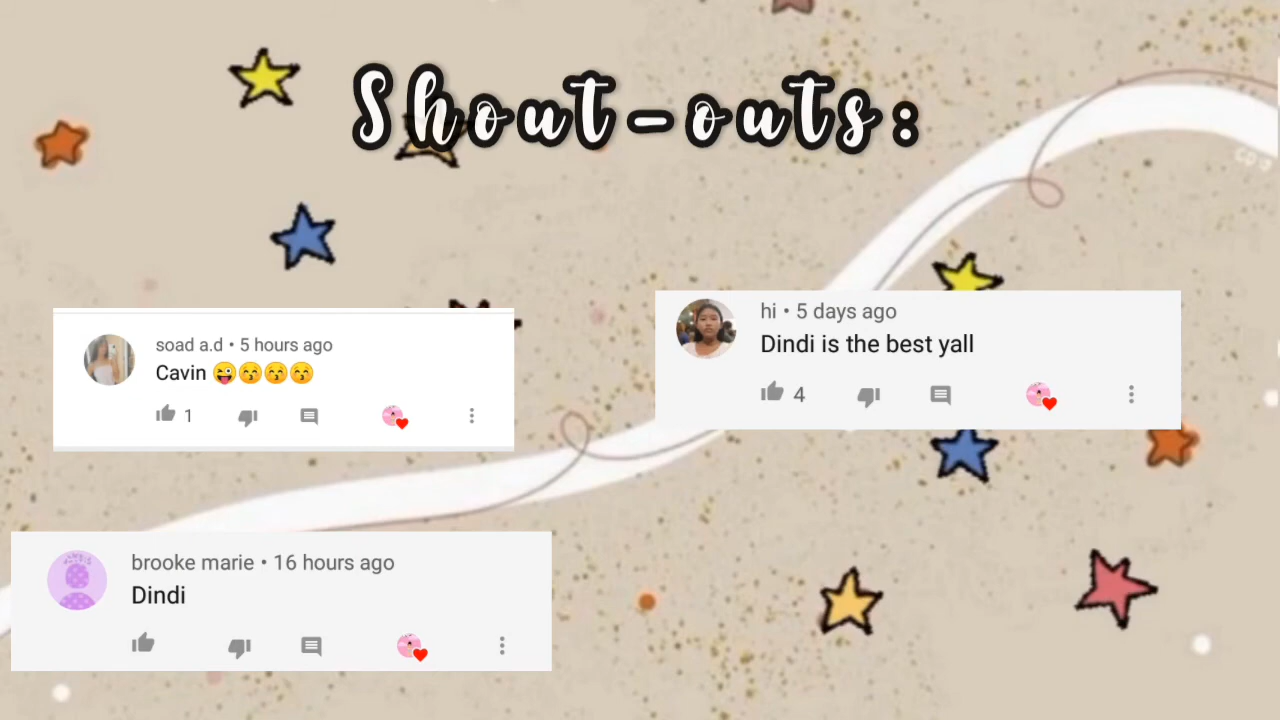 Shout-outs:
soad a.d • 5 hours ago
Cavin 😜😙😙😙
1
hi • 5 days ago
Dindi is the best yall
4
brooke marie • 16 hours ago
Dindi